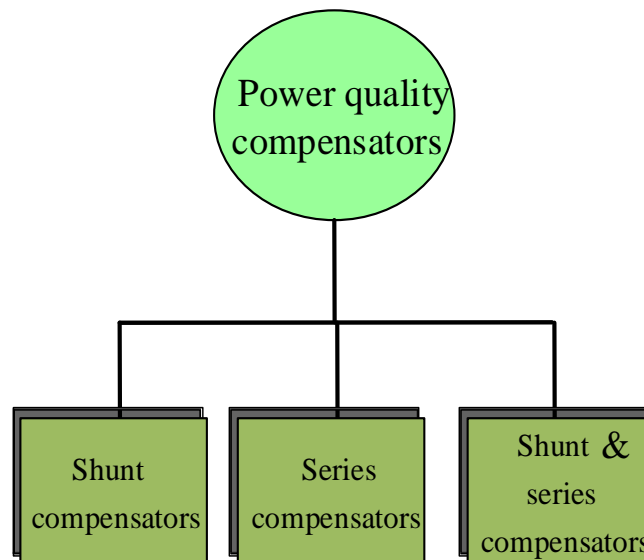 Power quality
compensators
Shunt
compensators
Series
compensators
Shunt &
series
compensators